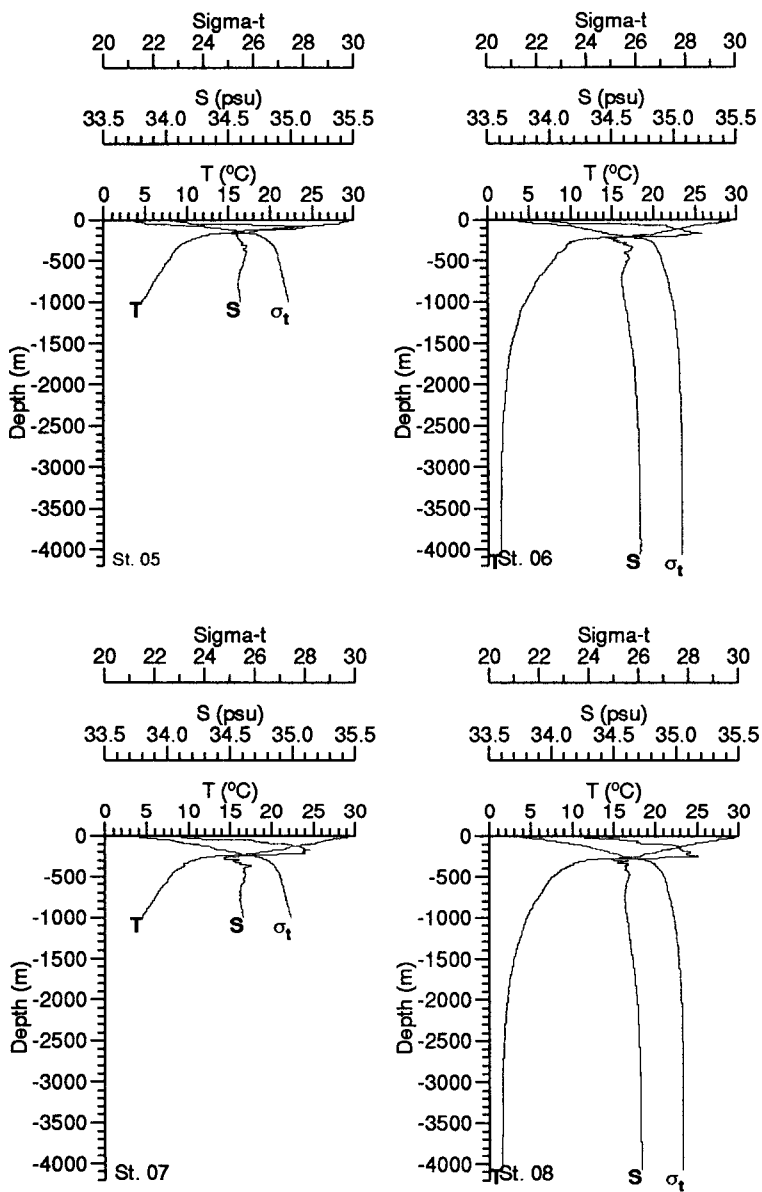 Sigma-t
20 22 24 26 28 30
S (psu)
33.5 34.0 34.5 35.0 35.5
T (ºC)
0 5 10 15 20 25 30
0
-500
-1000
-1500
-2000
-2500
-3000
-3500
-4000
Depth (m)
T S σt
St. 05
Sigma-t
20 22 24 26 28 30
S (psu)
33.5 34.0 34.5 35.0 35.5
T (ºC)
0 5 10 15 20 25 30
0
-500
-1000
-1500
-2000
-2500
-3000
-3500
-4000
Depth (m)
T St. 06 S σt
Sigma-t
20 22 24 26 28 30
S (psu)
33.5 34.0 34.5 35.0 35.5
T (ºC)
0 5 10 15 20 25 30
0
-500
-1000
-1500
-2000
-2500
-3000
-3500
-4000
Depth (m)
T S σt
St. 07
Sigma-t
20 22 24 26 28 30
S (psu)
33.5 34.0 34.5 35.0 35.5
T (ºC)
0 5 10 15 20 25 30
0
-500
-1000
-1500
-2000
-2500
-3000
-3500
-4000
Depth (m)
T St. 08 S σt